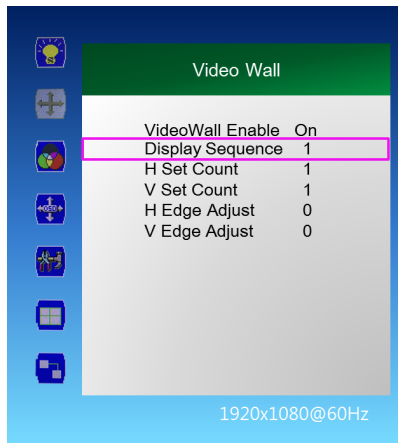 Video Wall
VideoWall Enable On
Display Sequence 1
H Set Count 1
V Set Count 1
H Edge Adjust 0
V Edge Adjust 0
OSD
1920x1080@60Hz